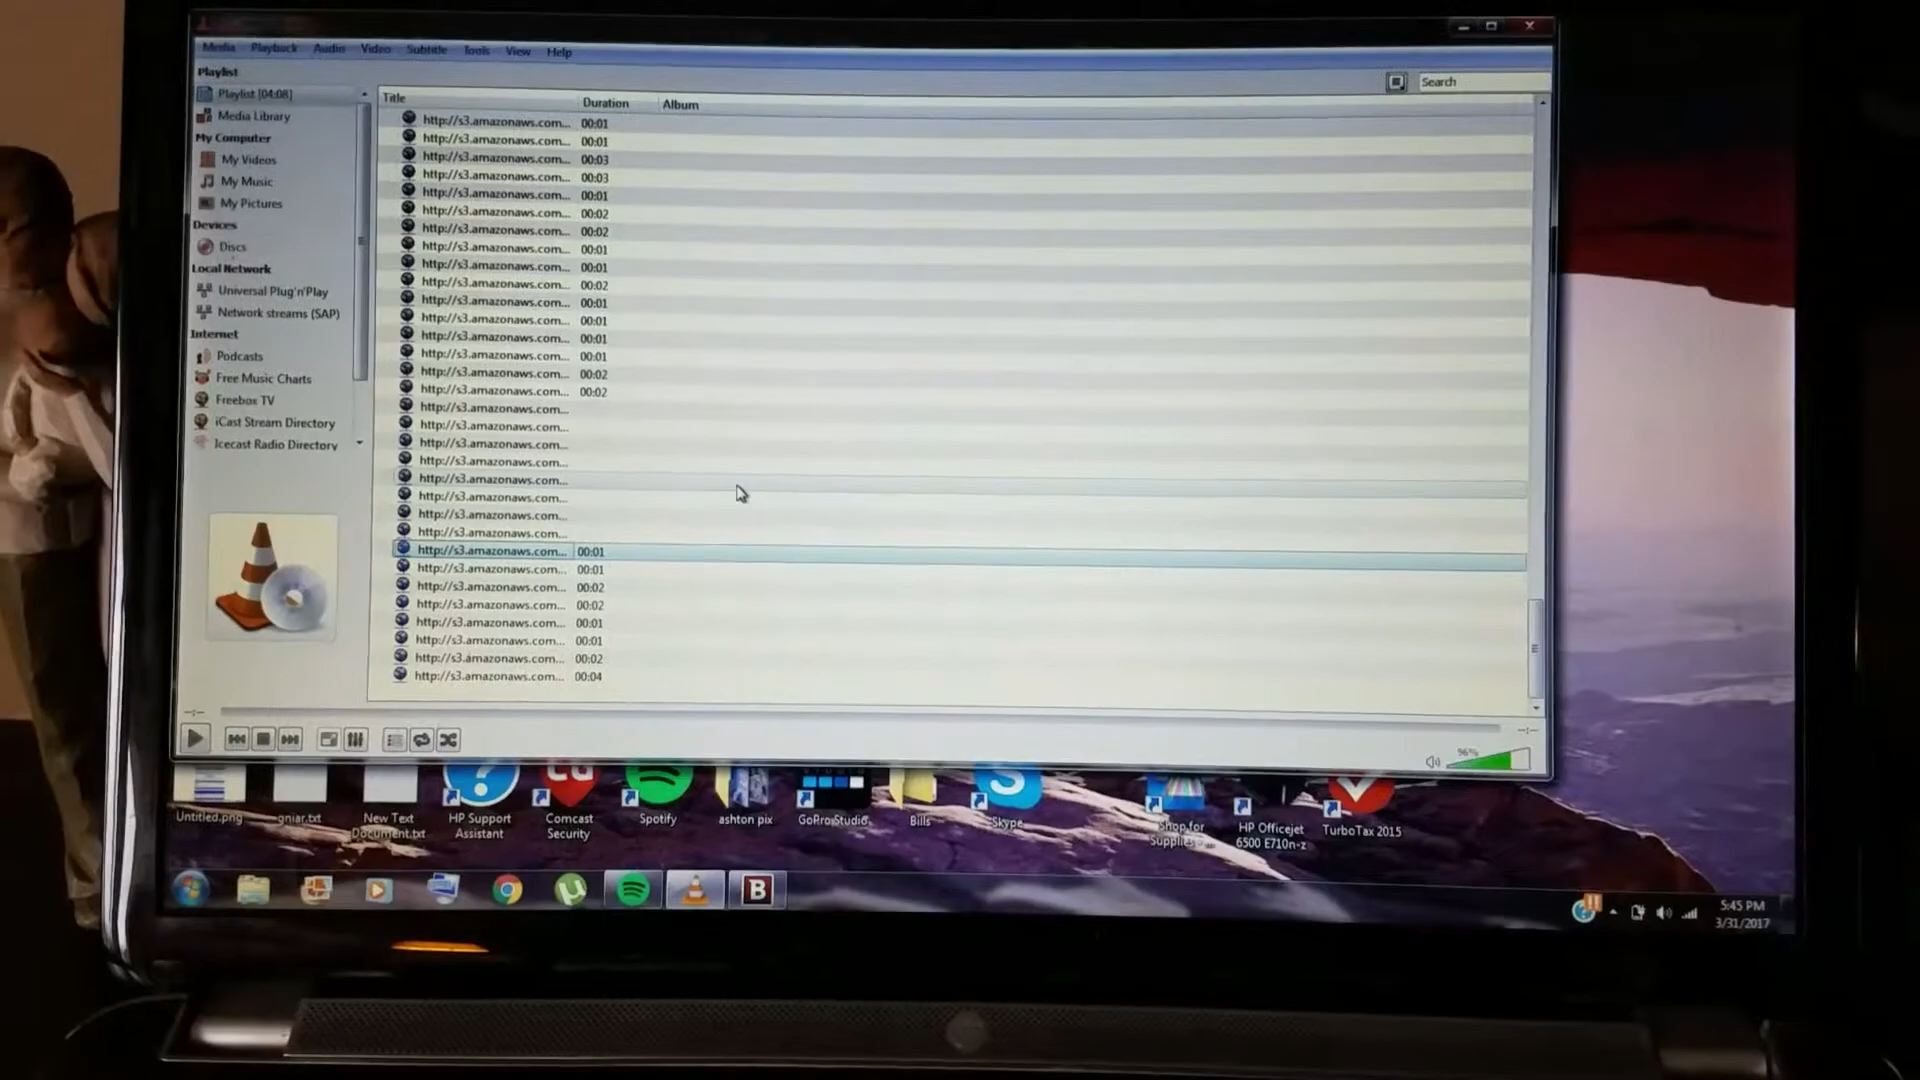 Media Playback Audio Video Subtitle Tools View Help
Playlist
Search
Playlist [04:08]
Media Library
My Computer
My Videos
My Music
My Pictures
Devices
Discs
Local Network
Universal Plug'n'Play
Network streams (SAP)
Internet
Podcasts
Free Music Charts
Freebox TV
iCast Stream Directory
Icecast Radio Directory
Title Duration Album
http://s3.amazonaws.com... 00:01
http://s3.amazonaws.com... 00:01
http://s3.amazonaws.com... 00:03
http://s3.amazonaws.com... 00:03
http://s3.amazonaws.com... 00:01
http://s3.amazonaws.com... 00:02
http://s3.amazonaws.com... 00:02
http://s3.amazonaws.com... 00:01
http://s3.amazonaws.com... 00:01
http://s3.amazonaws.com... 00:02
http://s3.amazonaws.com... 00:01
http://s3.amazonaws.com... 00:01
http://s3.amazonaws.com... 00:01
http://s3.amazonaws.com... 00:01
http://s3.amazonaws.com... 00:02
http://s3.amazonaws.com... 00:02
http://s3.amazonaws.com...
http://s3.amazonaws.com...
http://s3.amazonaws.com...
http://s3.amazonaws.com...
http://s3.amazonaws.com...
http://s3.amazonaws.com...
http://s3.amazonaws.com...
http://s3.amazonaws.com...
http://s3.amazonaws.com... 00:01
http://s3.amazonaws.com... 00:01
http://s3.amazonaws.com... 00:02
http://s3.amazonaws.com... 00:02
http://s3.amazonaws.com... 00:01
http://s3.amazonaws.com... 00:01
http://s3.amazonaws.com... 00:02
http://s3.amazonaws.com... 00:04
96%
Untitled.png
gniar.txt
New Text
Document.txt
HP Support
Assistant
Comcast
Security
Spotify
ashton pix
GoPro Studio
Bills
Skype
Shop for
Supplies - ...
HP Officejet
6500 E710n-z
TurboTax 2015
B
5:45 PM
3/31/2017